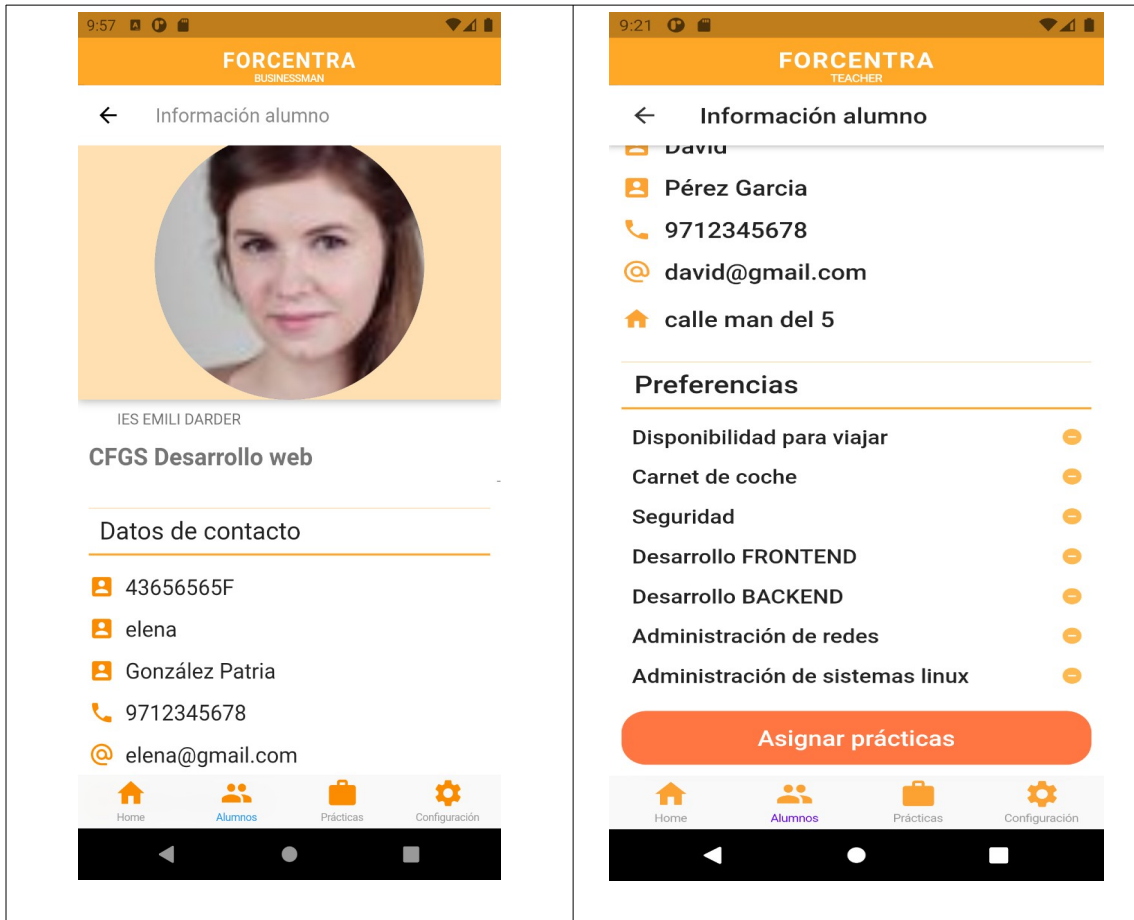 9:57
FORCENTRA
BUSINESSMAN
Información alumno
IES EMILI DARDER
CFGS Desarrollo web
-
Datos de contacto
43656565F
elena
González Patria
9712345678
elena@gmail.com
Home Alumnos Prácticas Configuración
9:21
FORCENTRA
TEACHER
Información alumno
David
Pérez Garcia
9712345678
david@gmail.com
calle man del 5
Preferencias
Disponibilidad para viajar
Carnet de coche
Seguridad
Desarrollo FRONTEND
Desarrollo BACKEND
Administración de redes
Administración de sistemas linux
Asignar prácticas
Home Alumnos Prácticas Configuración